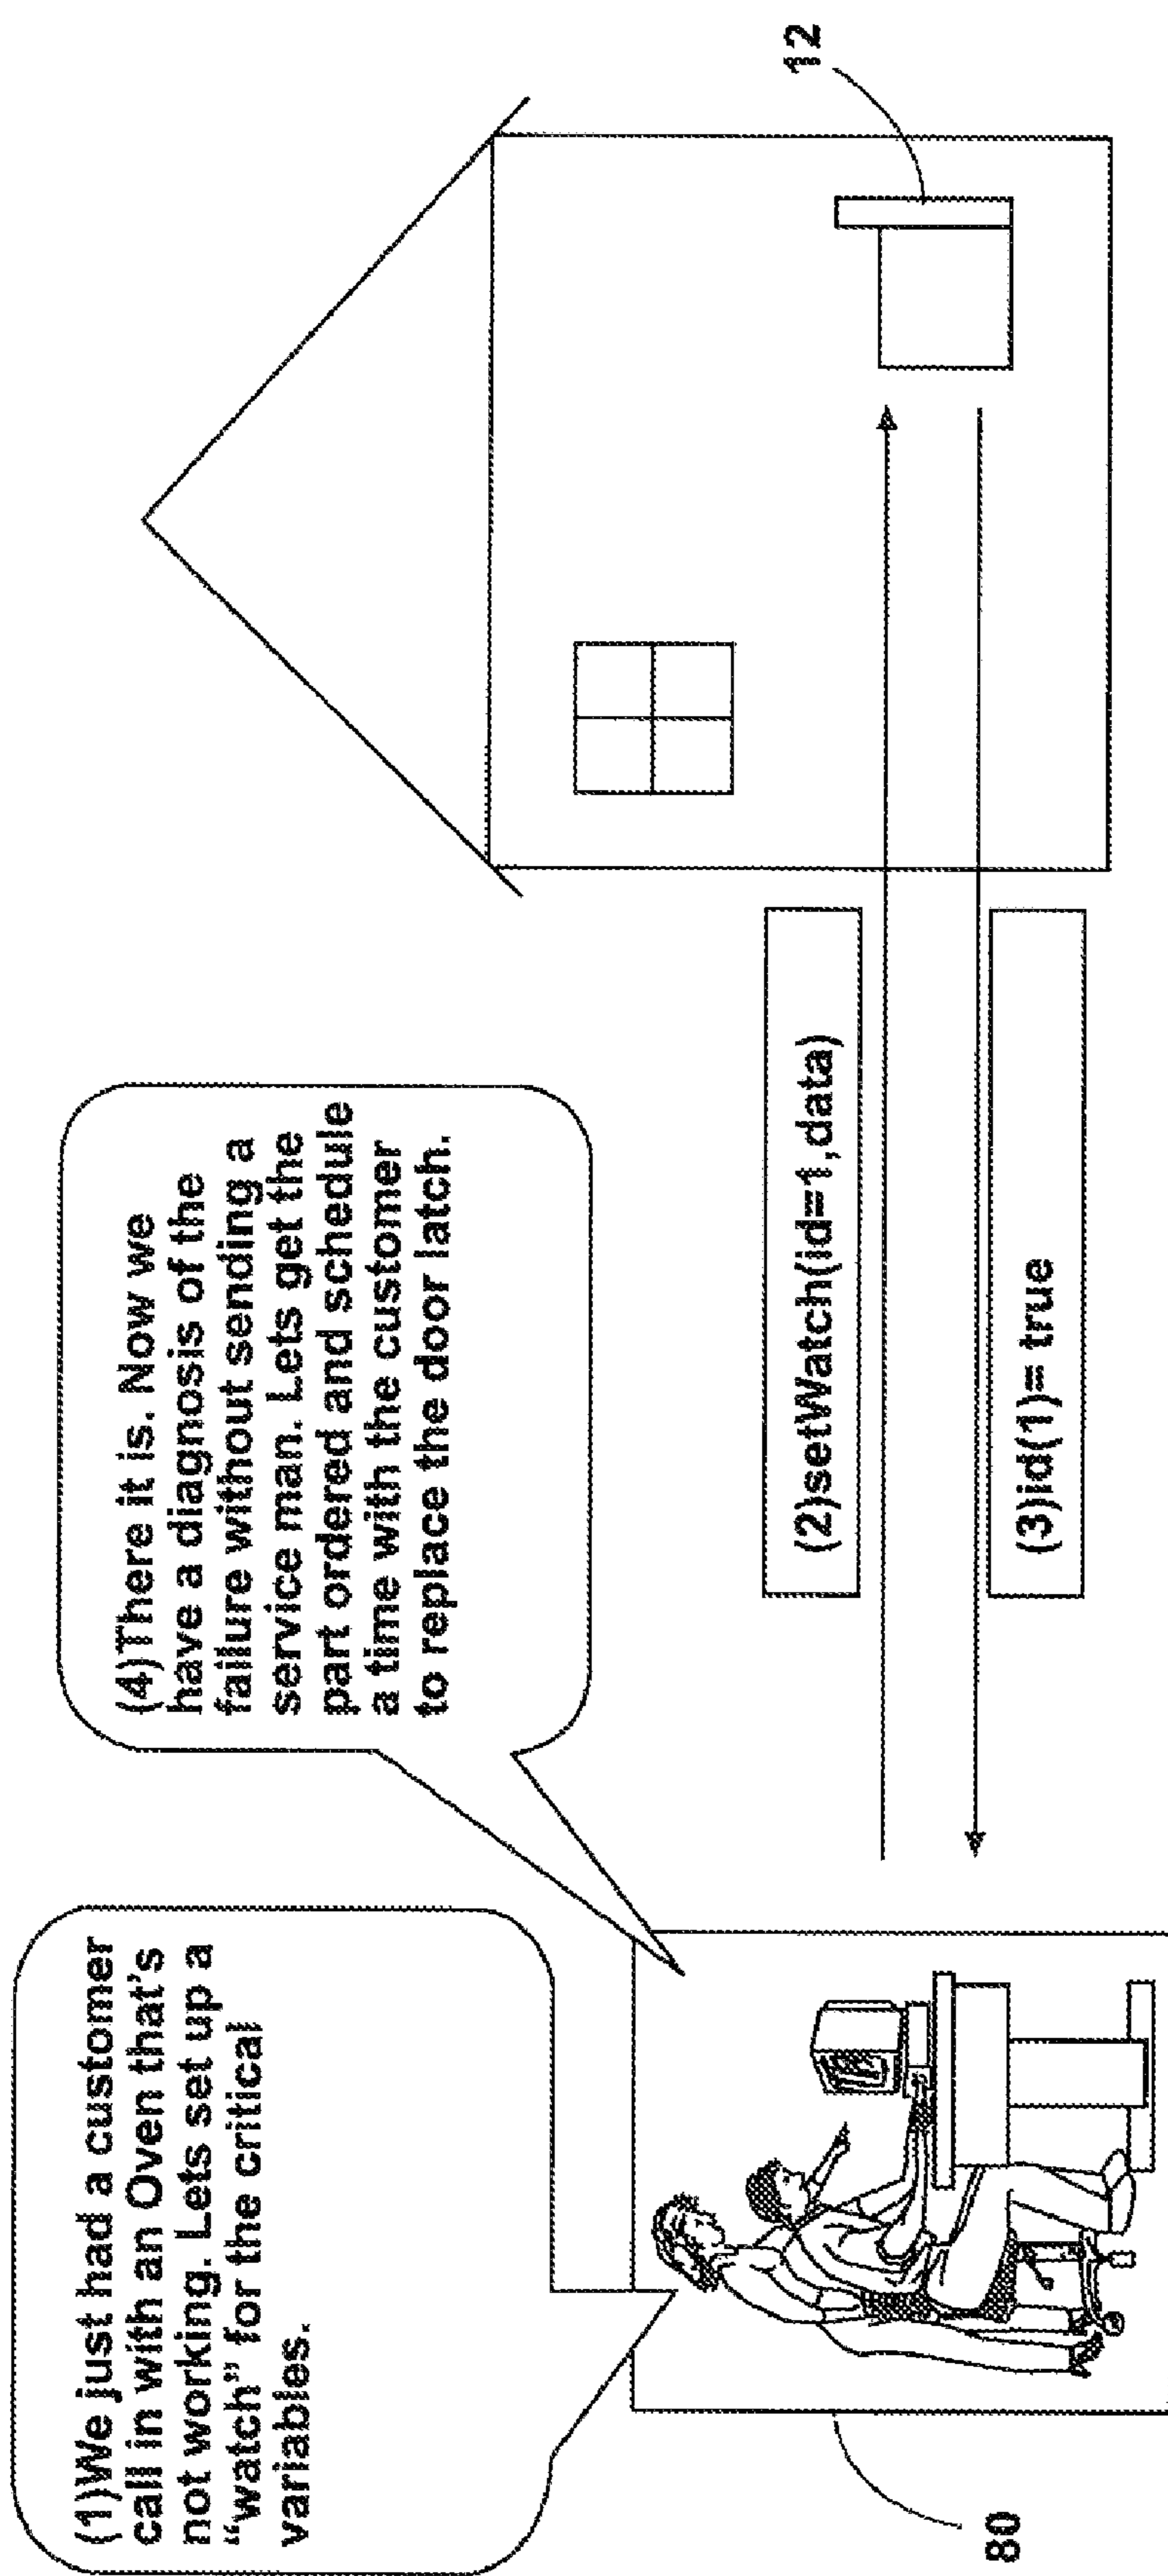 (1)We just had a customer
call in with an Oven that's
not working. Lets set up a
“watch” for the critical
variables.
(4)There it is. Now we
have a diagnosis of the
failure without sending a
service man. Lets get the
part ordered and schedule
a time with the customer
to replace the door latch.
(2)setWatch(id=1,data)
(3)id(1)= true
80
12